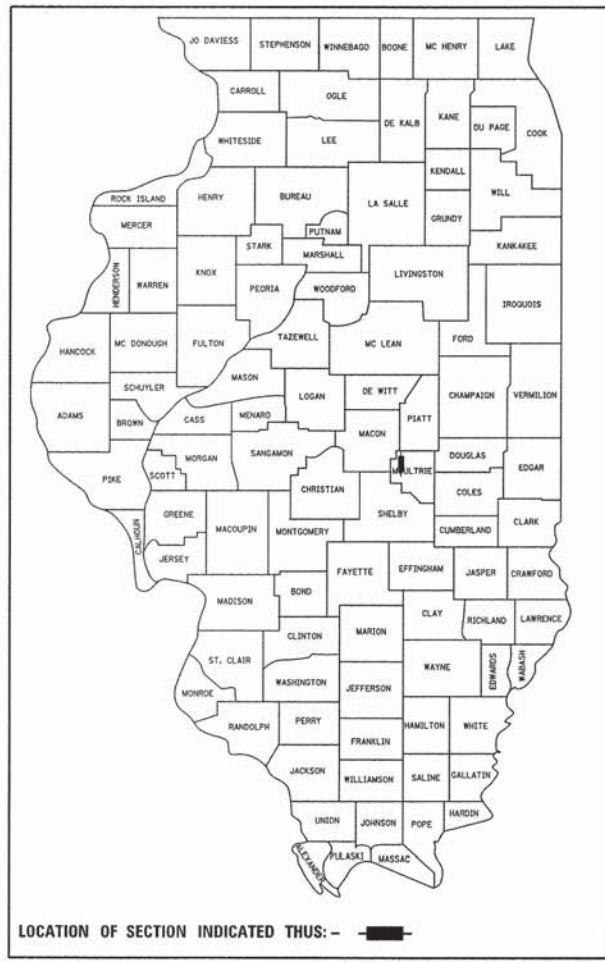 JO DAVIESS STEPHENSON WINNEBAGO BOONE MC HENRY LAKE
CARROLL OGLE DE KALB KANE DU PAGE COOK
WHITESIDE LEE
KENDALL WILL
ROCK ISLAND HENRY BUREAU LA SALLE GRUNDY
MERCER PUTNAM
STARK MARSHALL KANKAKEE
HENDERSON WARREN KNOX PEORIA WOODFORD LIVINGSTON IROQUOIS
HANCOCK MC DONOUGH FULTON TAZEWELL MC LEAN FORD
SCHUYLER MASON LOGAN DE WITT CHAMPAIGN VERMILION
ADAMS BROWN CASS MENARD PIATT
MACON
PIKE SCOTT MORGAN SANGAMON CHRISTIAN DOUGLAS EDGAR
COLES
GREENE SHELBY
CALHOUN JERSEY MACOUPIN MONTGOMERY CUMBERLAND CLARK
FAYETTE EFFINGHAM JASPER CRAWFORD
MADISON BOND
CLINTON MARION CLAY RICHLAND LAWRENCE
ST. CLAIR WAYNE EDWARDS WABASH
MONROE WASHINGTON JEFFERSON
RANDOLPH PERRY HAMILTON WHITE
FRANKLIN
JACKSON WILLIAMSON SALINE GALLATIN
UNION JOHNSON POPE HARDIN
ALEXANDER PULASKI MASSAC
LOCATION OF SECTION INDICATED THUS: -